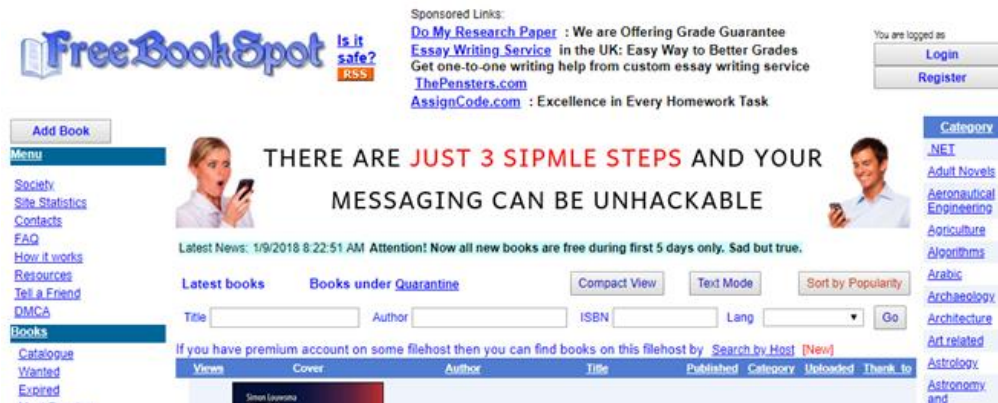 FreeBookSpot
Is it
safe?
RSS
Sponsored Links:
Do My Research Paper : We are Offering Grade Guarantee
Essay Writing Service in the UK: Easy Way to Better Grades
Get one-to-one writing help from custom essay writing service
ThePensters.com
AssignCode.com : Excellence in Every Homework Task
You are logged as
Login
Register
Add Book
Menu
Society
Site Statistics
Contacts
FAQ
How it works
Resources
Tell a Friend
DMCA
Books
Catalogue
Wanted
Expired
THERE ARE JUST 3 SIPMLE STEPS AND YOUR
MESSAGING CAN BE UNHACKABLE
Latest News: 1/9/2018 8:22:51 AM Attention! Now all new books are free during first 5 days only. Sad but true.
Latest books Books under Quarantine Compact View Text Mode Sort by Popularity
Title Author ISBN Lang Go
If you have premium account on some filehost then you can find books on this filehost by Search by Host [New]
Views Cover Author Title Published Category Uploaded Thank to
Simon Louwsma
Category
.NET
Adult Novels
Aeronautical
Engineering
Agriculture
Algorithms
Arabic
Archaeology
Architecture
Art related
Astrology
Astronomy
and